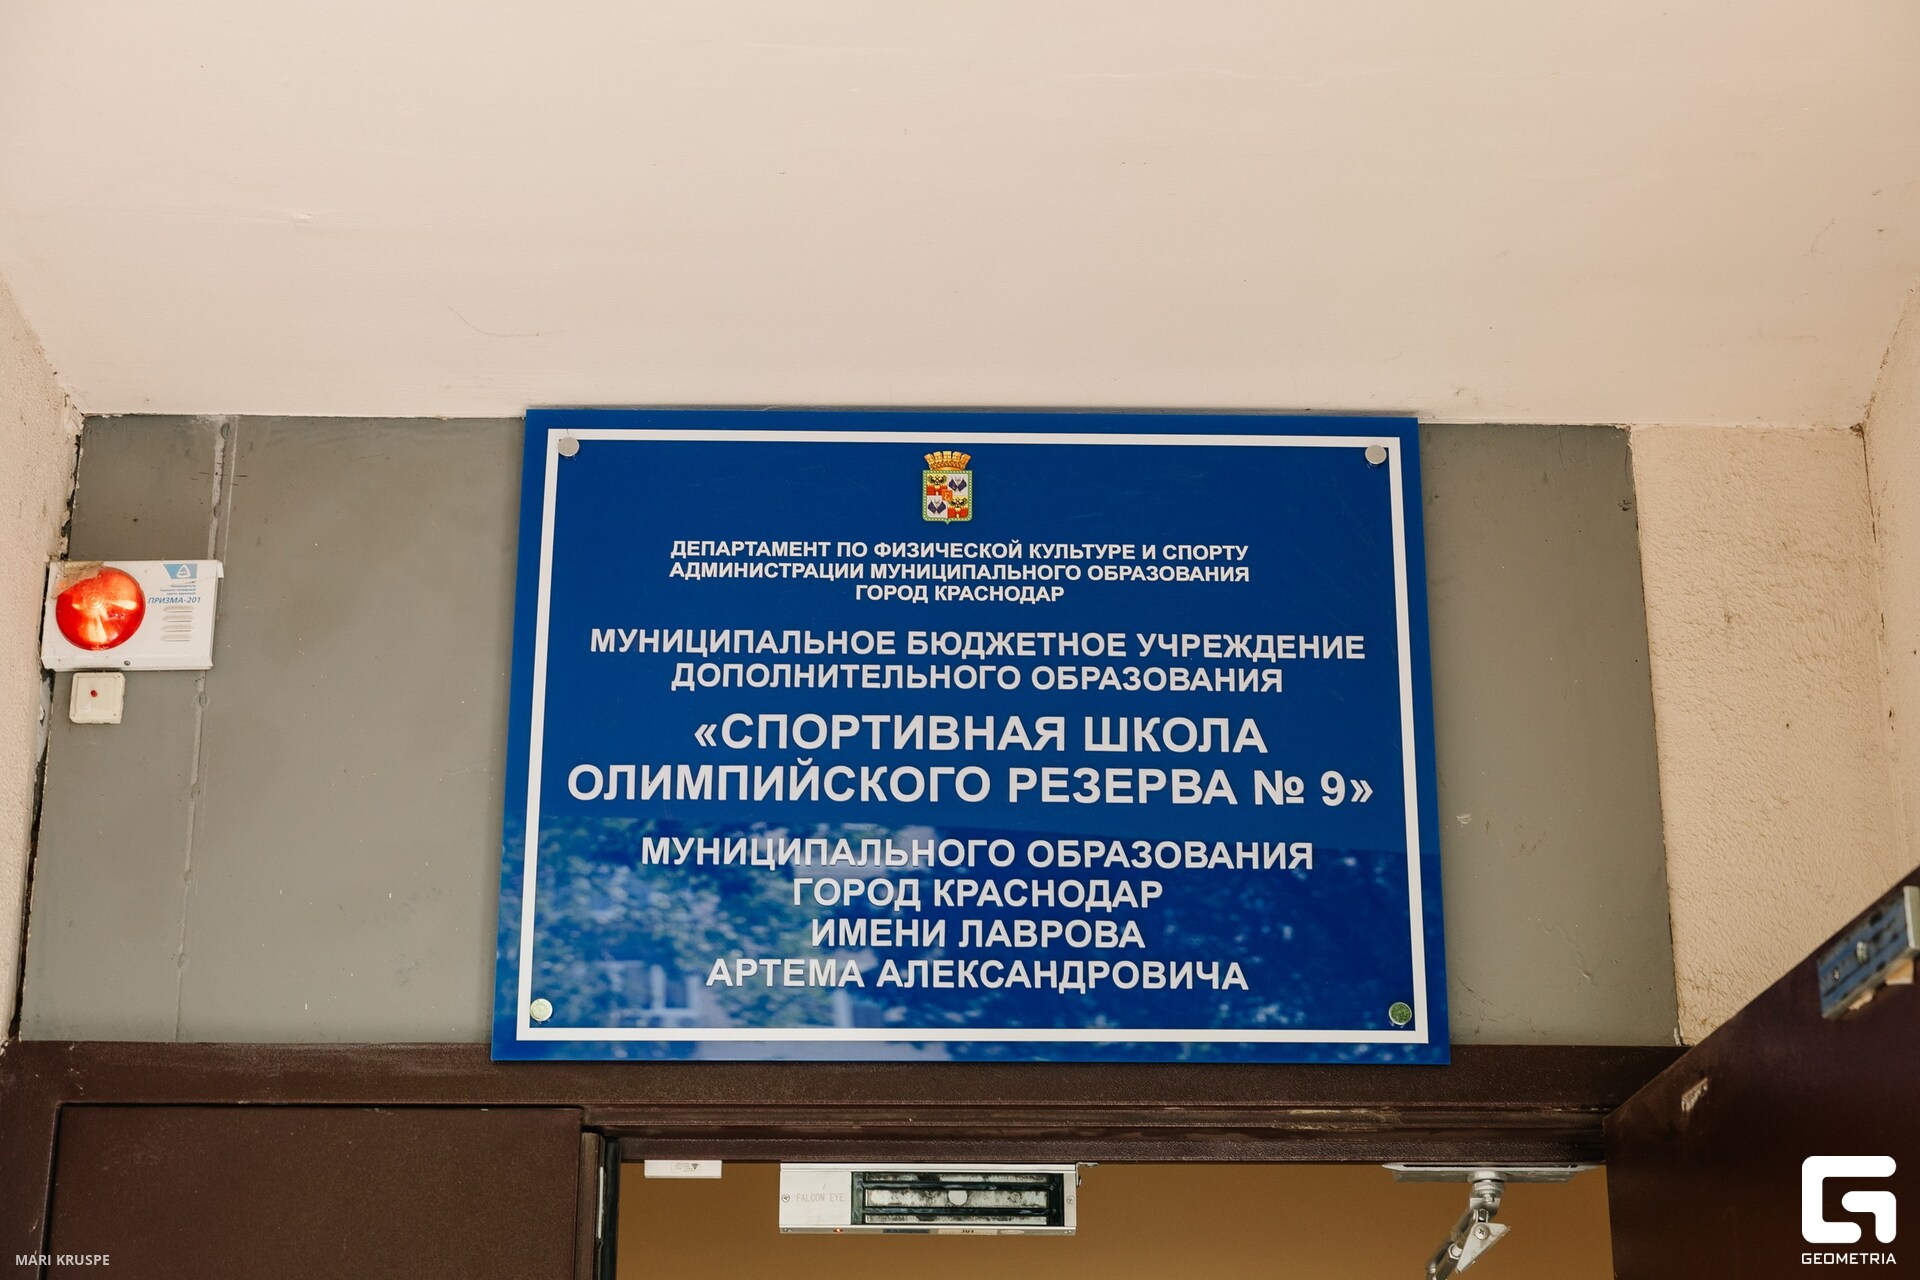 ДЕПАРТАМЕНТ ПО ФИЗИЧЕСКОЙ КУЛЬТУРЕ И СПОРТУ
АДМИНИСТРАЦИИ МУНИЦИПАЛЬНОГО ОБРАЗОВАНИЯ
ГОРОД КРАСНОДАР
МУНИЦИПАЛЬНОЕ БЮДЖЕТНОЕ УЧРЕЖДЕНИЕ
ДОПОЛНИТЕЛЬНОГО ОБРАЗОВАНИЯ
«СПОРТИВНАЯ ШКОЛА
ОЛИМПИЙСКОГО РЕЗЕРВА № 9»
МУНИЦИПАЛЬНОГО ОБРАЗОВАНИЯ
ГОРОД КРАСНОДАР
ИМЕНИ ЛАВРОВА
АРТЕМА АЛЕКСАНДРОВИЧА
ПРИЗМА-201
FALCON EYE
MARI KRUSPE
GEOMETRIA